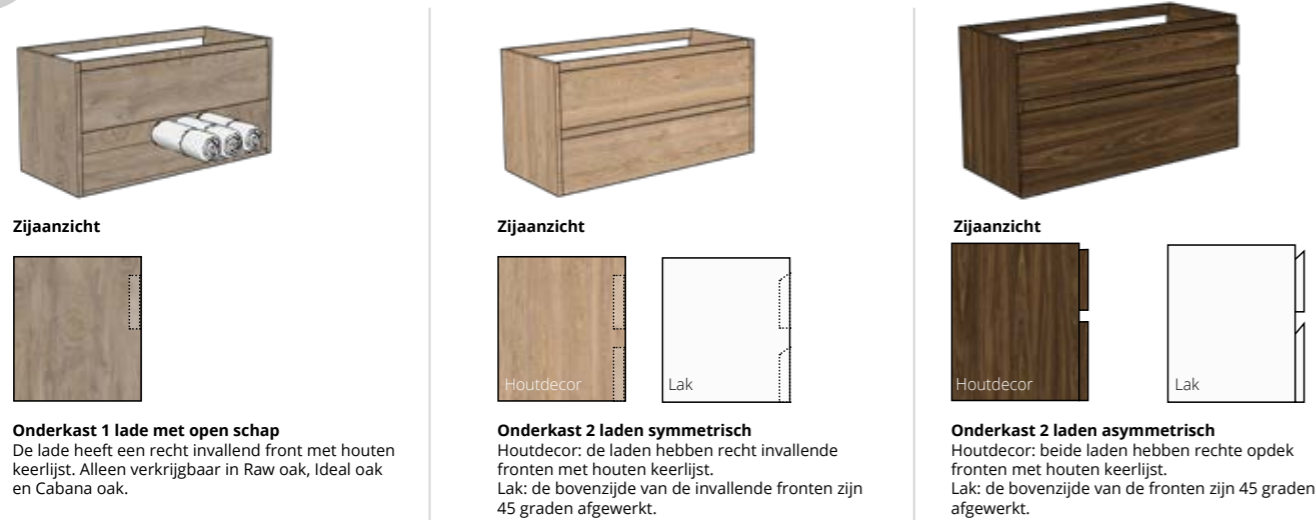 Zijaanzicht
Onderkast 1 lade met open schap
De lade heeft een recht invallend front met houten
keerlijst. Alleen verkrijgbaar in Raw oak, Ideal oak
en Cabana oak.
Zijaanzicht
Houtdecor
Lak
Onderkast 2 laden symmetrisch
Houtdecor: de laden hebben recht invallende
fronten met houten keerlijst.
Lak: de bovenzijde van de invallende fronten zijn
45 graden afgewerkt.
Zijaanzicht
Houtdecor
Lak
Onderkast 2 laden asymmetrisch
Houtdecor: beide laden hebben rechte opdek
fronten met houten keerlijst.
Lak: de bovenzijde van de fronten zijn 45 graden
afgewerkt.